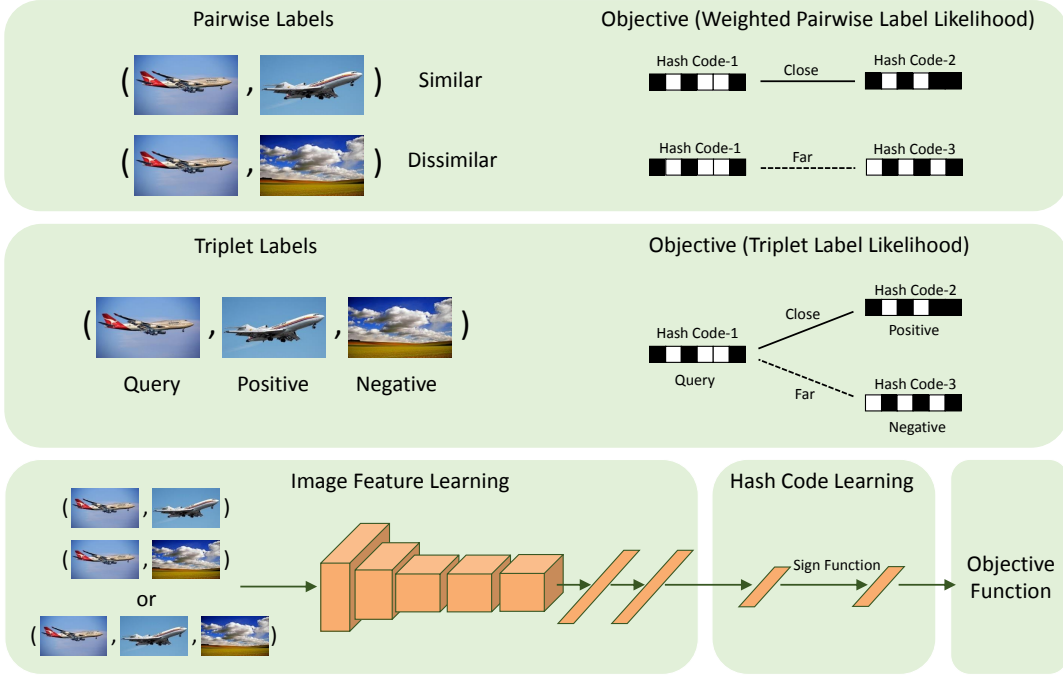 Pairwise Labels
Objective (Weighted Pairwise Label Likelihood)
( , ) Similar
Hash Code-1 Close Hash Code-2
( , ) Dissimilar
Hash Code-1 Far Hash Code-3
Triplet Labels
Objective (Triplet Label Likelihood)
( , , )
Query Positive Negative
Hash Code-1
Query
Close
Hash Code-2
Positive
Far
Hash Code-3
Negative
Image Feature Learning
( , )
( , )
or
( , , )
Hash Code Learning
Sign Function
Objective
Function